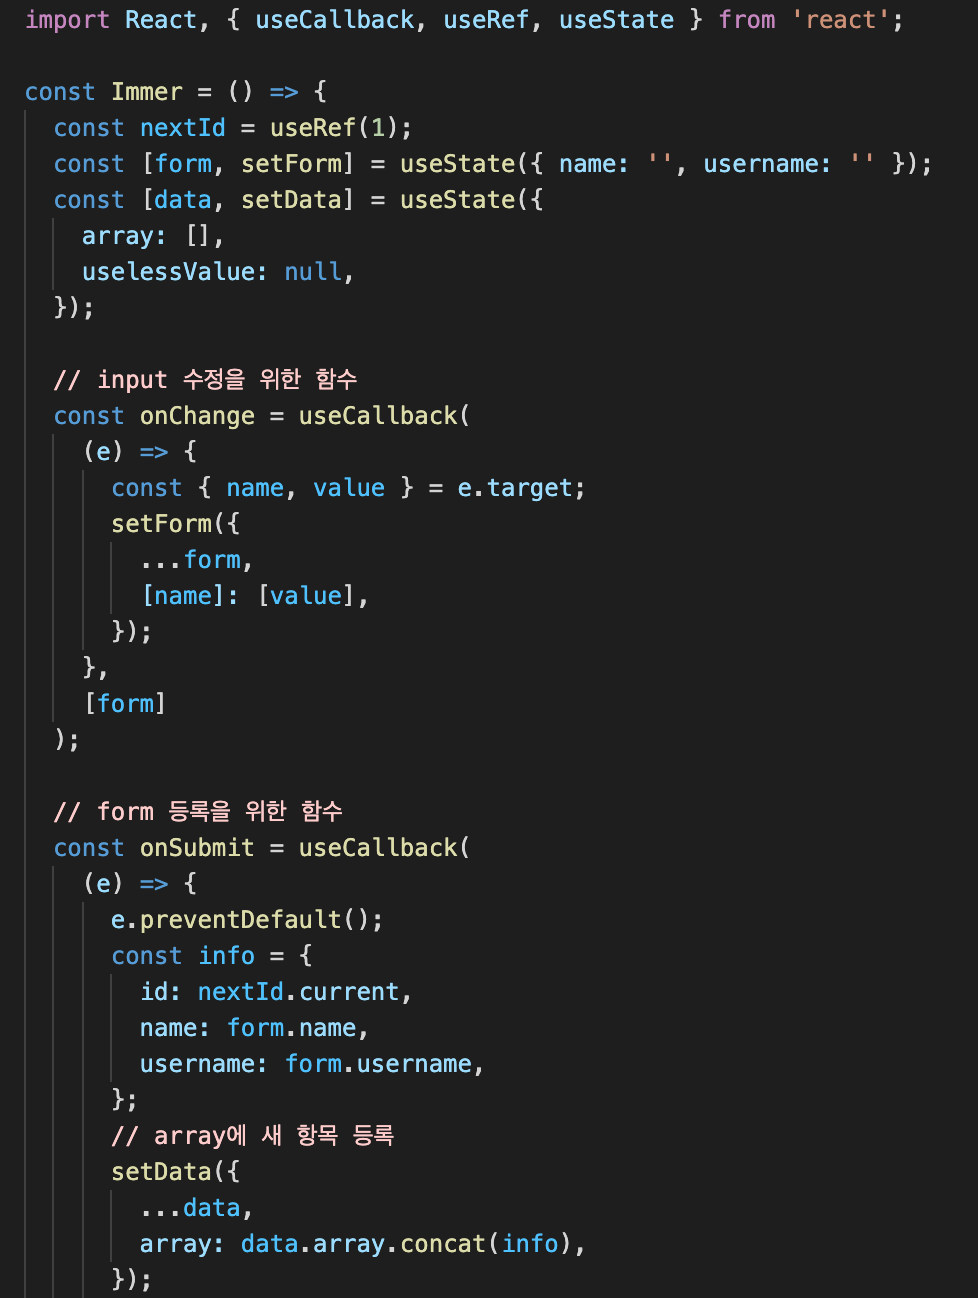 import React, { useCallback, useRef, useState } from 'react';
const Immer = () => {
const nextId = useRef(1);
const [form, setForm] = useState({ name: '', username: '' });
const [data, setData] = useState({
array: [],
uselessValue: null,
});
// input 수정을 위한 함수
const onChange = useCallback(
(e) => {
const { name, value } = e.target;
setForm({
...form,
[name]: [value],
});
},
[form]
);
// form 등록을 위한 함수
const onSubmit = useCallback(
(e) => {
e.preventDefault();
const info = {
id: nextId.current,
name: form.name,
username: form.username,
};
// array에 새 항목 등록
setData({
...data,
array: data.array.concat(info),
});